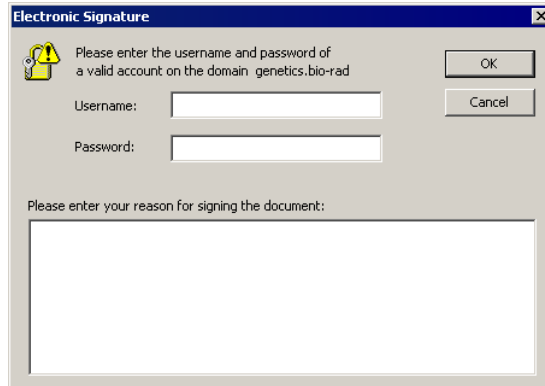 Electronic Signature
Please enter the username and password of
a valid account on the domain  genetics.bio-rad
OK
Username:
Cancel
Password:
Please enter your reason for signing the document: